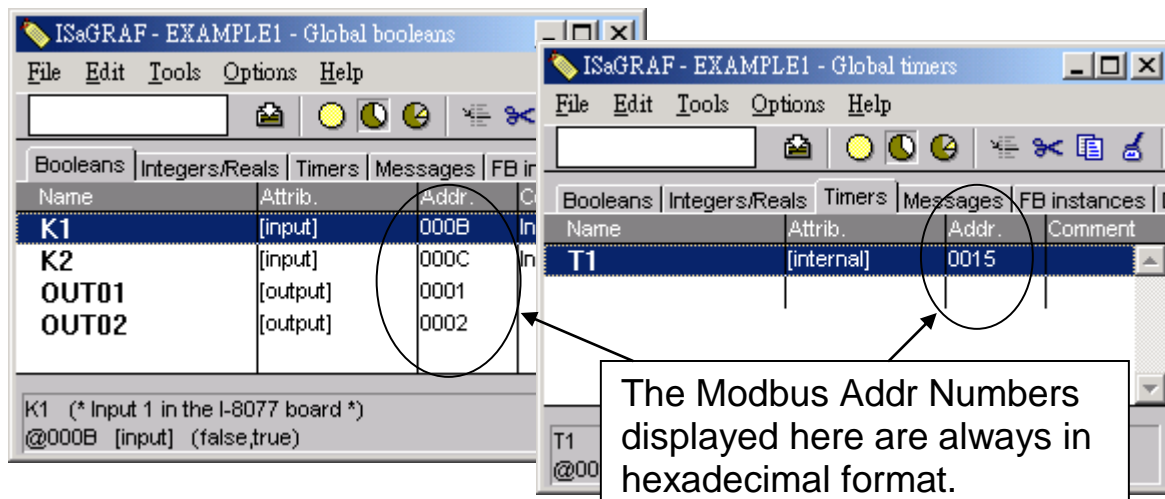 ISaGRAF - EXAMPLE1 - Global booleans
File Edit Tools Options Help
Booleans Integers/Reals Timers Messages FB in
Name Attrib. Addr.
K1 [input] 000B In
K2 [input] 000C In
OUT01 [output] 0001
OUT02 [output] 0002
K1 (* Input 1 in the I-8077 board *)
@000B [input] (false,true)
ISaGRAF - EXAMPLE1 - Global timers
File Edit Tools Options Help
Booleans Integers/Reals Timers Messages FB instances
Name Attrib. Addr. Comment
T1 [internal] 0015
T1
@00
The Modbus Addr Numbers
displayed here are always in
hexadecimal format.